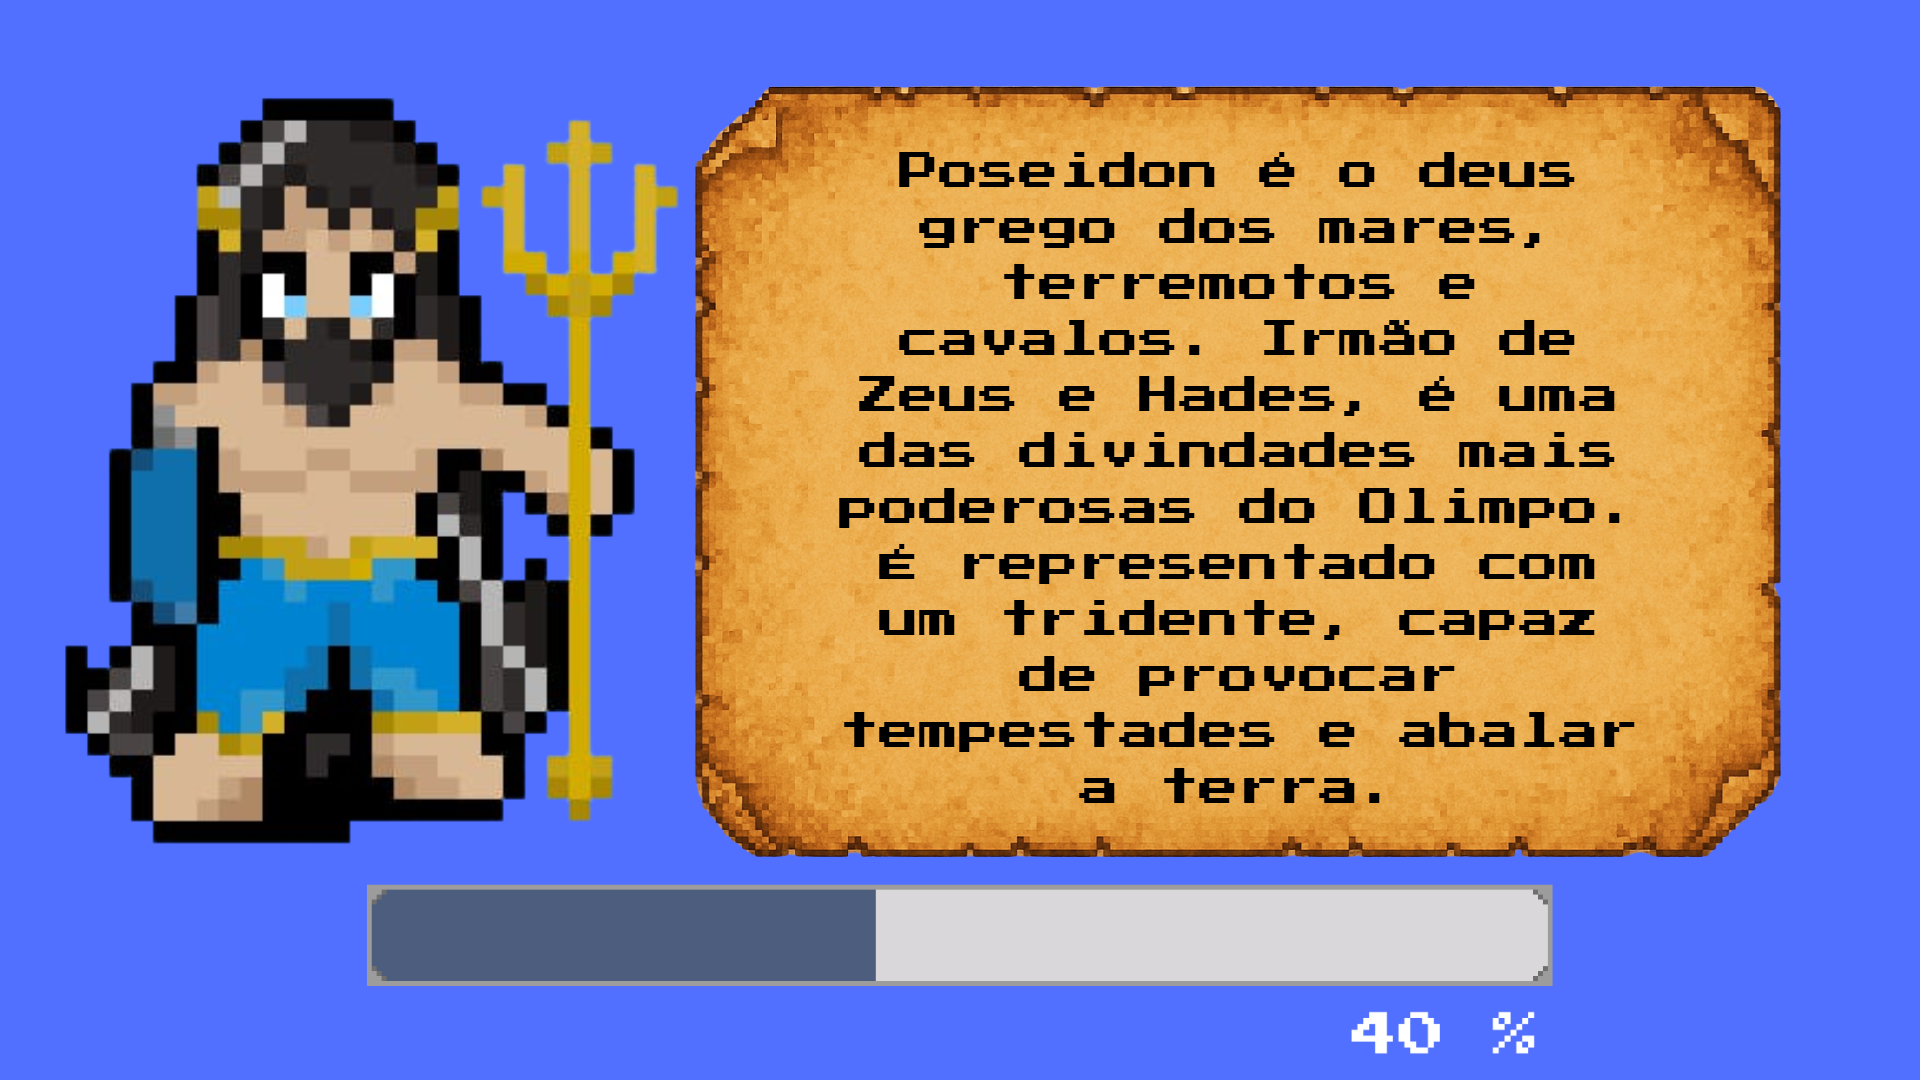 Poseidon é o deus
grego dos mares,
terremotos e
cavalos. Irmão de
Zeus e Hades, é uma
das divindades mais
poderosas do Olimpo.
É representado com
um tridente, capaz
de provocar
tempestades e abalar
a terra.
40 %